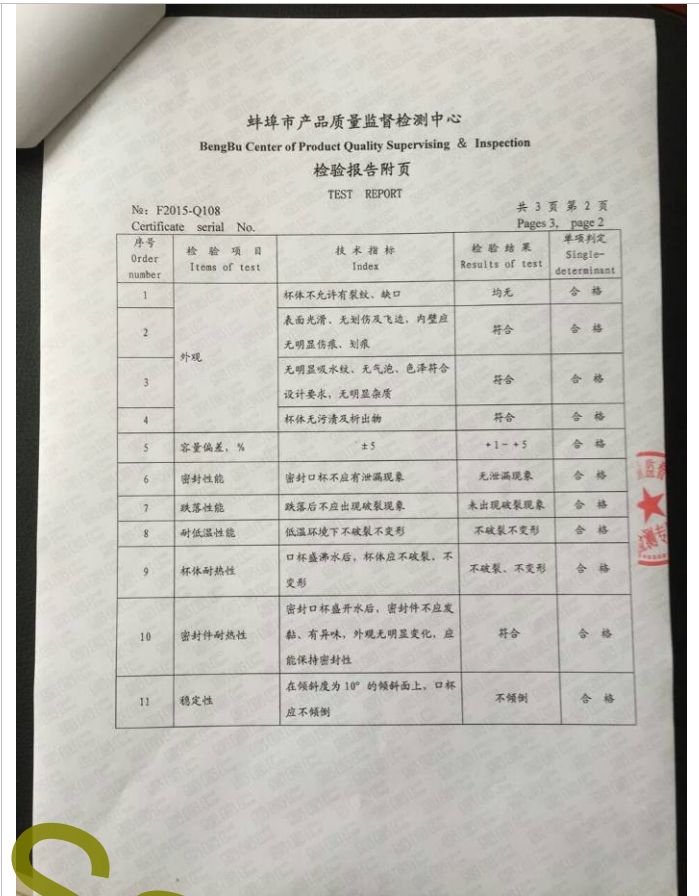 蚌埠市产品质量监督检测中心
BengBu Center of Product Quality Supervising & Inspection
检验报告附页
TEST REPORT
№: F2015-Q108
共 3 页 第 2 页
Certificate serial No.
Pages 3, page 2
序号 Order number
检 验 项 目 Items of test
技 术 指 标 Index
检 验 结 果 Results of test
单项判定 Single-determinant
1
外观
杯体不允许有裂纹、缺口
均无
合 格
2
表面光滑、无划伤及飞边，内壁应
无明显伤痕、划痕
符合
合 格
3
无明显吸水纹、无气泡、色泽符合
设计要求、无明显杂质
符合
合 格
4
杯体无污渍及析出物
符合
合 格
5
容量偏差，%
±5
+1- +5
合 格
6
密封性能
密封口杯不应有泄漏现象
无泄漏现象
合 格
7
跌落性能
跌落后不应出现破裂现象
未出现破裂现象
合 格
8
耐低温性能
低温环境下不破裂不变形
不破裂不变形
合 格
9
杯体耐热性
口杯盛沸水后，杯体应不破裂、不
变形
不破裂、不变形
合 格
10
密封件耐热性
密封口杯盛开水后，密封件不应发
黏、有异味，外观无明显变化，应
能保持密封性
符合
合 格
11
稳定性
在倾斜度为 10° 的倾斜面上，口杯
应不倾倒
不倾倒
合 格